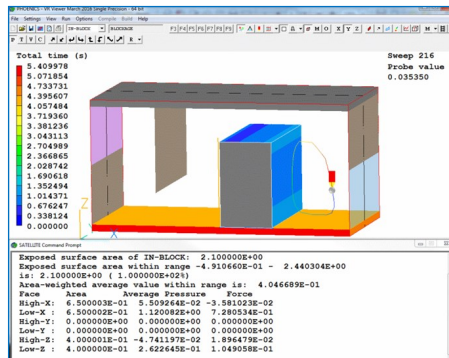 PHOENICS - VR Viewer March 2018 Single Precision - 64 bit
File Settings View Run Options Compile Build Help
IN-BLOCK BLOCKAGE
F3 F4 F5 F6 F7 F8 F9
H O X Y Z
P T V C
Total time (s)
5.409978
5.071854
4.733731
4.395607
4.057484
3.719360
3.381236
3.043113
2.704989
2.366865
2.028742
1.690618
1.352494
1.014371
0.676247
0.338124
0.000000
Sweep 216
Probe value
0.035350
Z
X
SATELLITE Command Prompt
Exposed surface area of IN-BLOCK: 2.100000E+00
Exposed surface area within range -4.910660E-01 - 2.440304E+00
is: 2.100000E+00 ( 1.000000E+02%)
Area-weighted average value within range is: 4.046689E-01
Face Area Average Pressure Force
High-X: 6.500003E-01 5.509264E-02 -3.581023E-02
Low-X : 6.500002E-01 1.120082E+00 7.280534E-01
High-Y: 0.000000E+00 0.000000E+00 0.000000E+00
Low-Y : 0.000000E+00 0.000000E+00 0.000000E+00
High-Z: 4.000001E-01 -4.741197E-02 1.896479E-02
Low-Z : 4.000000E-01 2.622645E-01 1.049058E-01